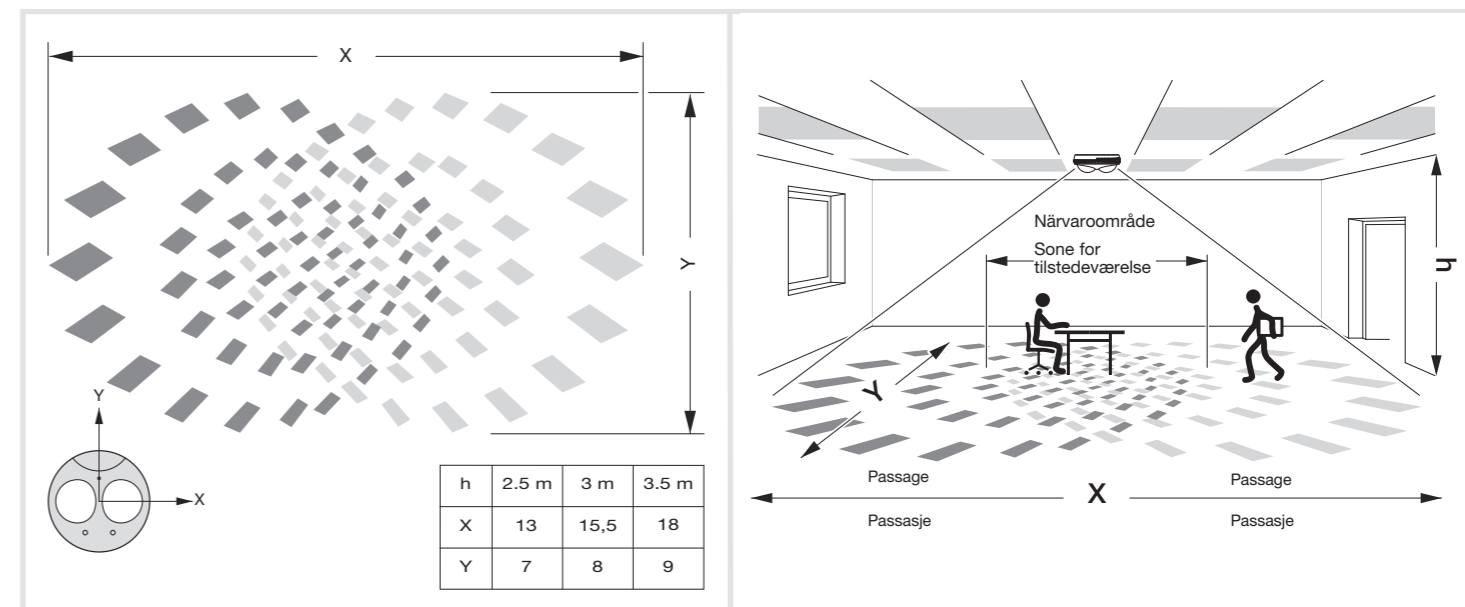 X
Y
Y
X
h 2.5 m 3 m 3.5 m
X 13 15,5 18
Y 7 8 9
Närvaroområde
Sone for
tilstedeværelse
h
Y
Passage Passage
X
Passasje Passasje